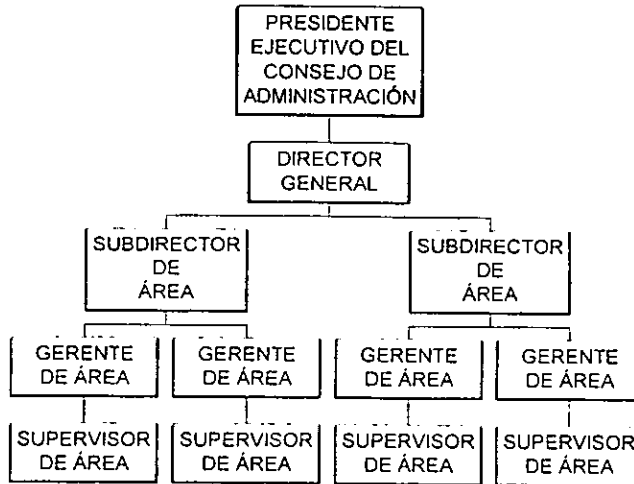 PRESIDENTE
EJECUTIVO DEL
CONSEJO DE
ADMINISTRACIÓN
DIRECTOR
GENERAL
SUBDIRECTOR
DE
ÁREA
SUBDIRECTOR
DE
ÁREA
GERENTE
DE ÁREA
GERENTE
DE ÁREA
GERENTE
DE ÁREA
GERENTE
DE ÁREA
SUPERVISOR
DE ÁREA
SUPERVISOR
DE ÁREA
SUPERVISOR
DE ÁREA
SUPERVISOR
DE ÁREA